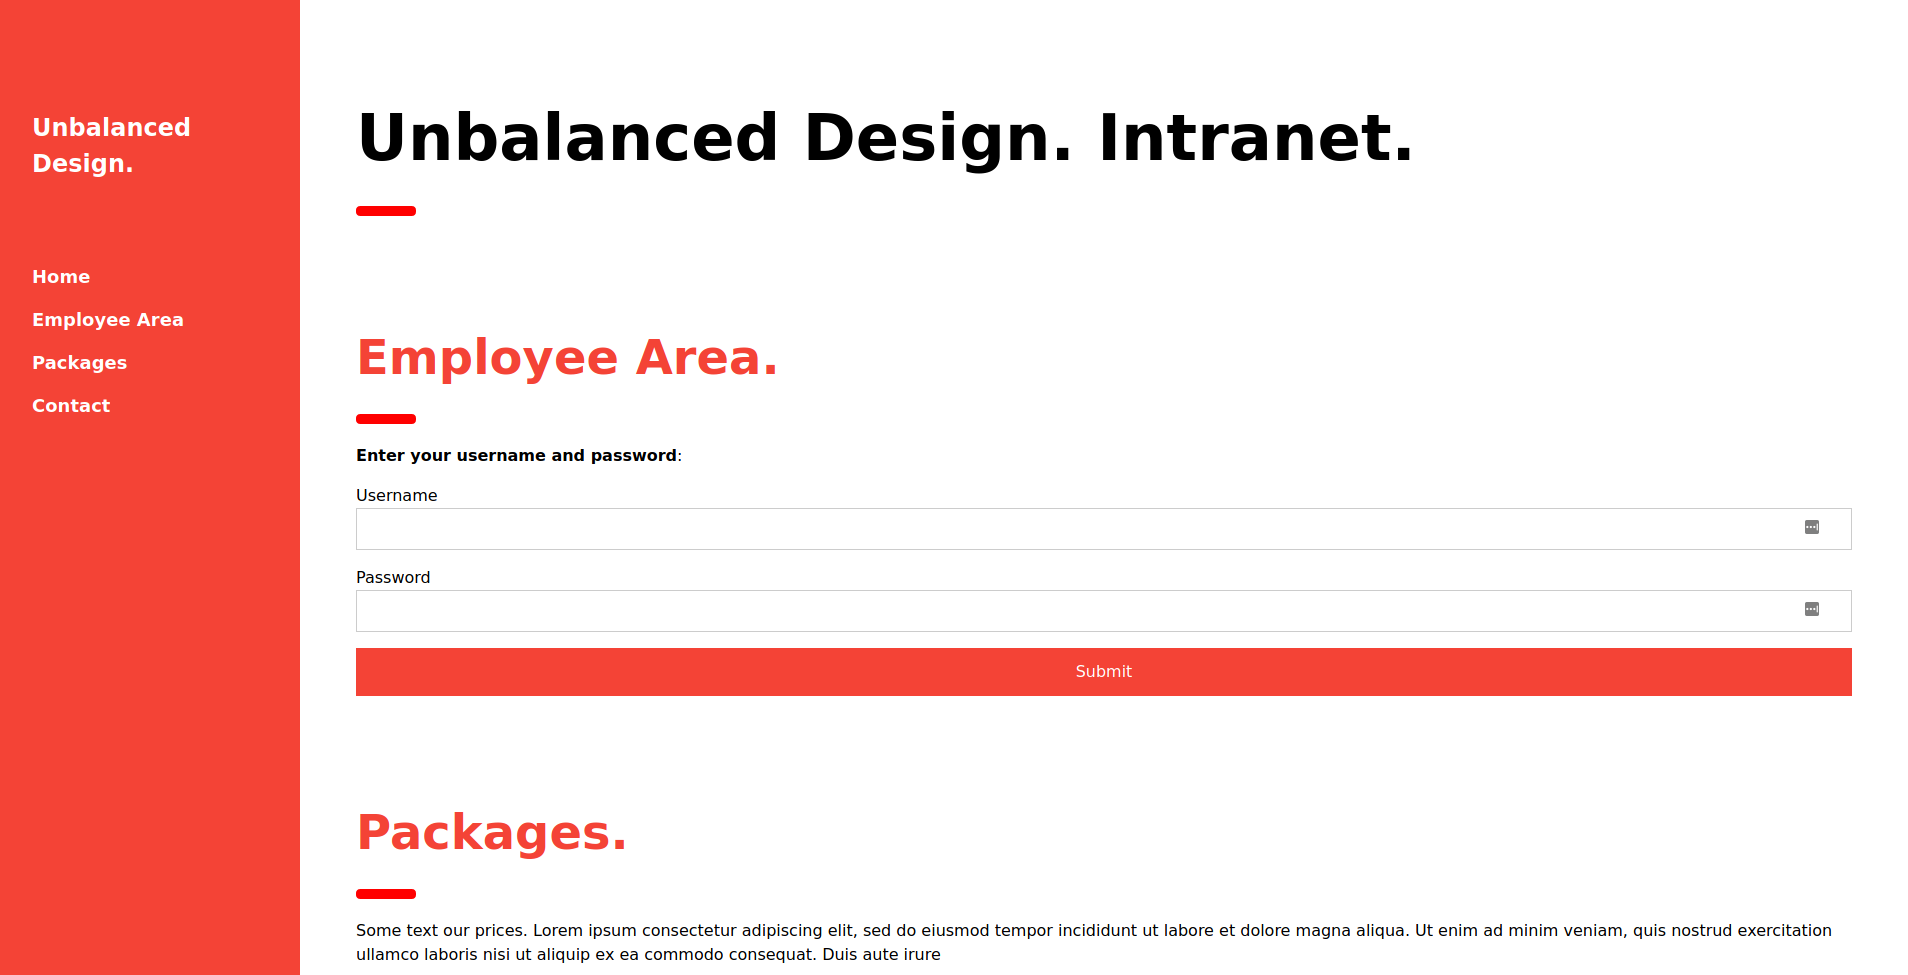 Unbalanced
Design.
Home
Employee Area
Packages
Contact
Unbalanced Design. Intranet.
Employee Area.
Enter your username and password:
Username
Password
Submit
Packages.
Some text our prices. Lorem ipsum consectetur adipiscing elit, sed do eiusmod tempor incididunt ut labore et dolore magna aliqua. Ut enim ad minim veniam, quis nostrud exercitation
ullamco laboris nisi ut aliquip ex ea commodo consequat. Duis aute irure